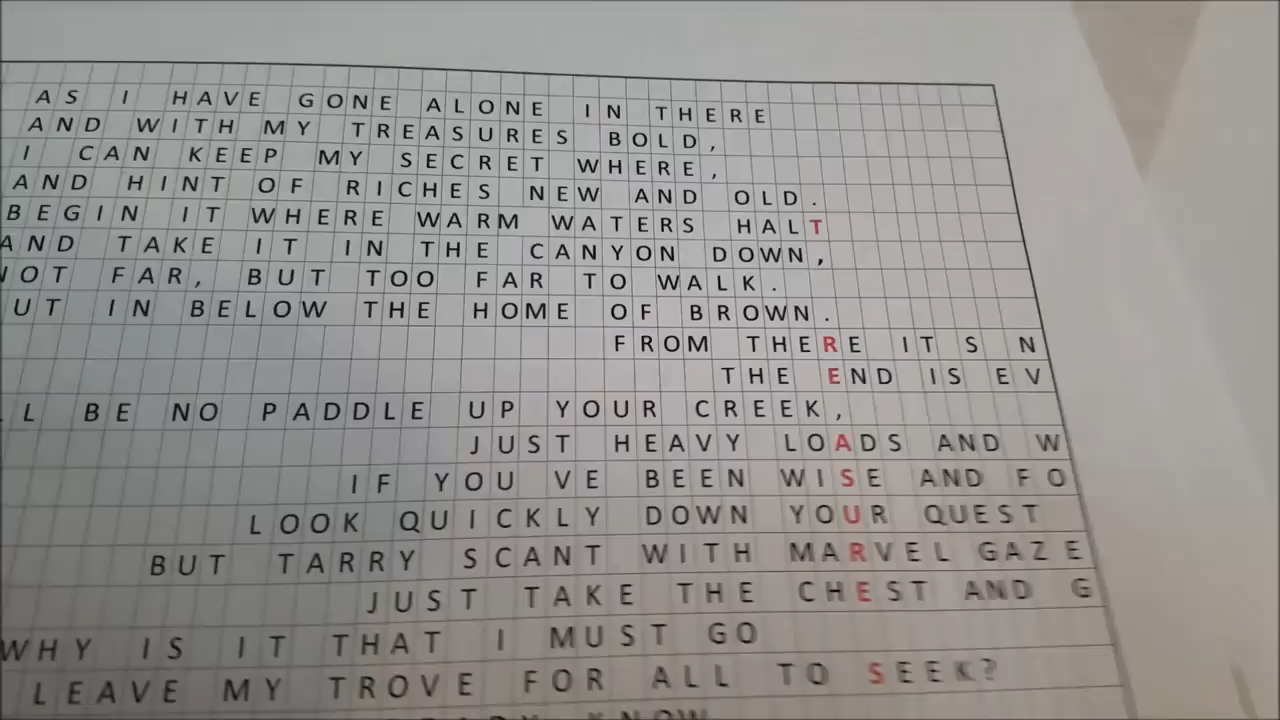 AS I HAVE GONE ALONE IN THERE
AND WITH MY TREASURES BOLD,
I CAN KEEP MY SECRET WHERE,
AND HINT OF RICHES NEW AND OLD.
BEGIN IT WHERE WARM WATERS HALT
AND TAKE IT IN THE CANYON DOWN,
NOT FAR, BUT TOO FAR TO WALK.
UT IN BELOW THE HOME OF BROWN.
FROM THERE IT S N
THE END IS EV
L BE NO PADDLE UP YOUR CREEK,
JUST HEAVY LOADS AND W
IF YOU VE BEEN WISE AND FO
LOOK QUICKLY DOWN YOUR QUEST
BUT TARRY SCANT WITH MARVEL GAZE
JUST TAKE THE CHEST AND G
WHY IS IT THAT I MUST GO
LEAVE MY TROVE FOR ALL TO SEEK?
KNOW